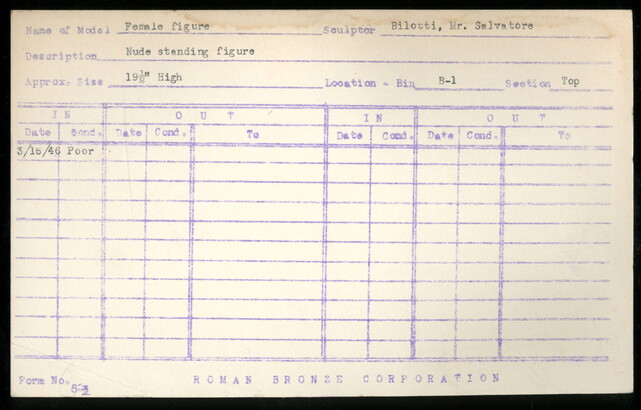 Name of Model Female figure Sculptor Bilotti, Mr. Salvatore
Description Nude standing figure
Approx. Size 19½" High Location - Bin B-1 Section Top
IN OUT IN OUT
Date Cond. Date Cond. To Date Cond. Date Cond. To
3/15/46 Poor
Form No. ROMAN BRONZE CORPORATION